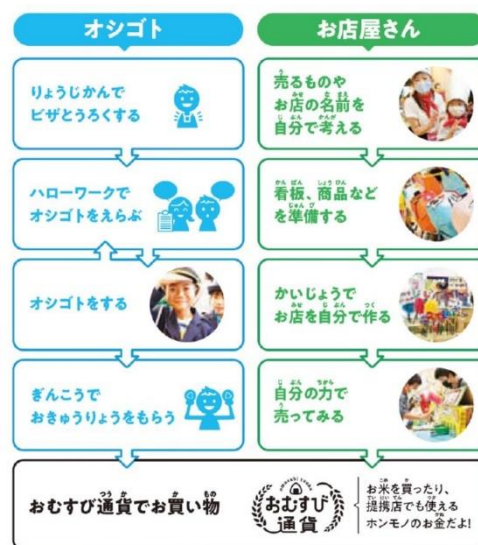 オシゴト
りょうじかんで
ビザとうろくする
ハローワークで
オシゴトをえらぶ
オシゴトをする
ぎんこうで
おきゅうりょうをもらう
お店屋さん
売るものや
お店の名前を
自分で考える
看板、商品など
を準備する
かいじょうで
お店を自分で作る
自分の力で
売ってみる
おむすび通貨でお買い物
おむすび
通貨
お米を買ったり、
提携店でも使える
ホンモノのお金だよ!